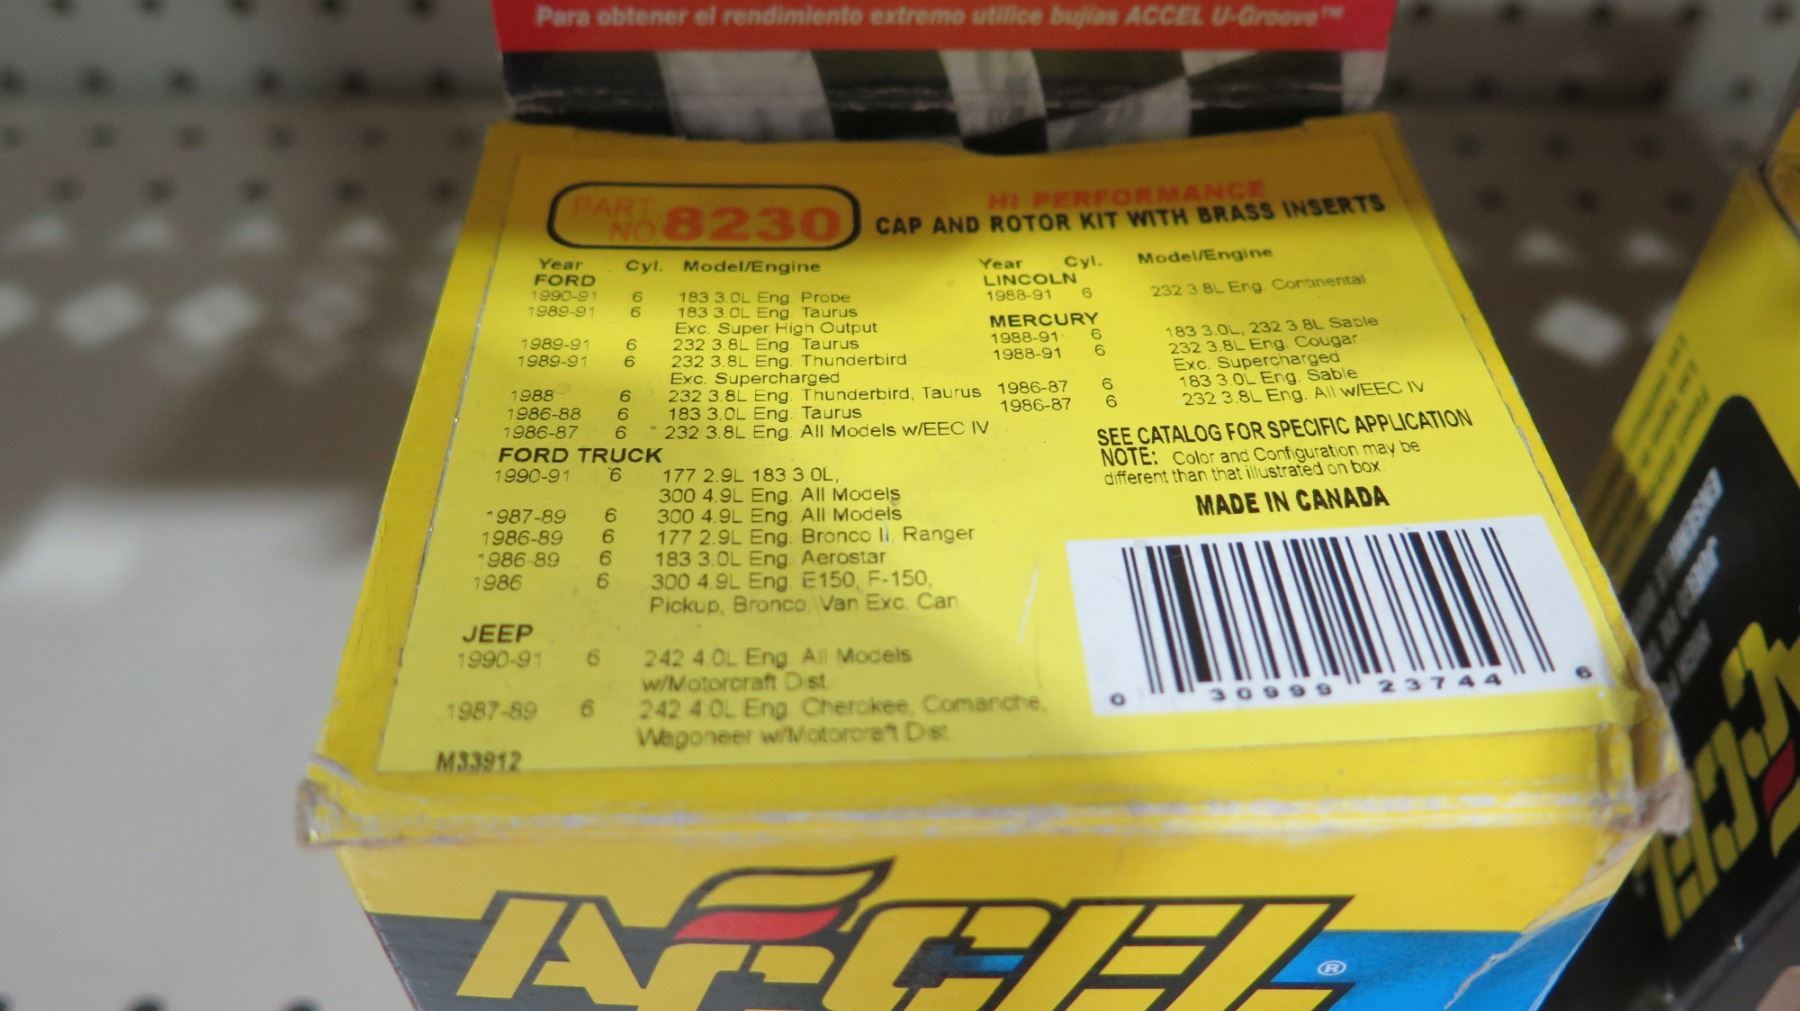 Para obtener el rendimiento extremo utilice bujías ACCEL U-Groove™
PART NO. 8230
HI PERFORMANCE
CAP AND ROTOR KIT WITH BRASS INSERTS
Year Cyl. Model/Engine
FORD
1990-91 6 183 3.0L Eng. Probe
1989-91 6 183 3.0L Eng. Taurus
Exc. Super High Output
1989-91 6 232 3.8L Eng. Taurus
1989-91 6 232 3.8L Eng. Thunderbird
Exc. Supercharged
1988 6 232 3.8L Eng. Thunderbird, Taurus
1986-88 6 183 3.0L Eng. Taurus
1986-87 6 232 3.8L Eng. All Models w/EEC IV
FORD TRUCK
1990-91 6 177 2.9L 183 3.0L,
300 4.9L Eng. All Models
1987-89 6 300 4.9L Eng. All Models
1986-89 6 177 2.9L Eng. Bronco II, Ranger
1986-89 6 183 3.0L Eng. Aerostar
1986 6 300 4.9L Eng. E150, F-150,
Pickup, Bronco, Van Exc. Can
JEEP
1990-91 6 242 4.0L Eng. All Models
w/Motorcraft Dist.
1987-89 6 242 4.0L Eng. Cherokee, Comanche,
Wagoneer w/Motorcraft Dist.
M33912
Year Cyl. Model/Engine
LINCOLN
1988-91 6 232 3.8L Eng. Continental
MERCURY
1988-91 6 183 3.0L, 232 3.8L Sable
1988-91 6 232 3.8L Eng. Cougar
Exc. Supercharged
1986-87 6 183 3.0L Eng. Sable
1986-87 6 232 3.8L Eng. All w/EEC IV
SEE CATALOG FOR SPECIFIC APPLICATION
NOTE: Color and Configuration may be
different than that illustrated on box
MADE IN CANADA
0 30999 23744 6
ACCEL ®